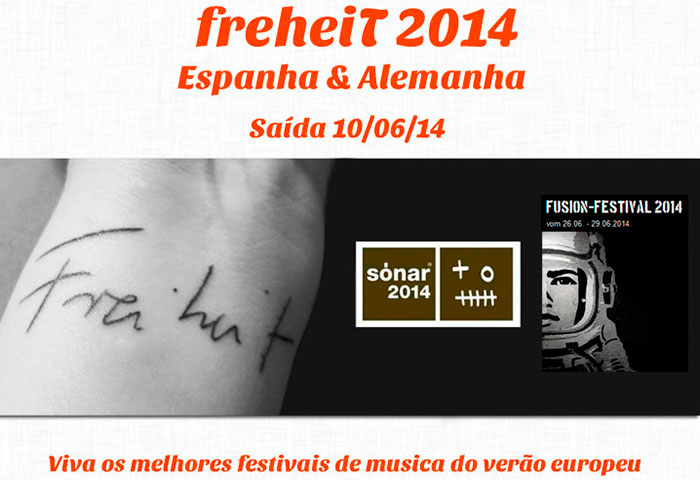 freheiT 2014
Espanha & Alemanha
Saída 10/06/14
Freiheit
sónar
2014
FUSION-FESTIVAL 2014
vom 26.06. - 29.06.2014.
Viva os melhores festivais de musica do verão europeu